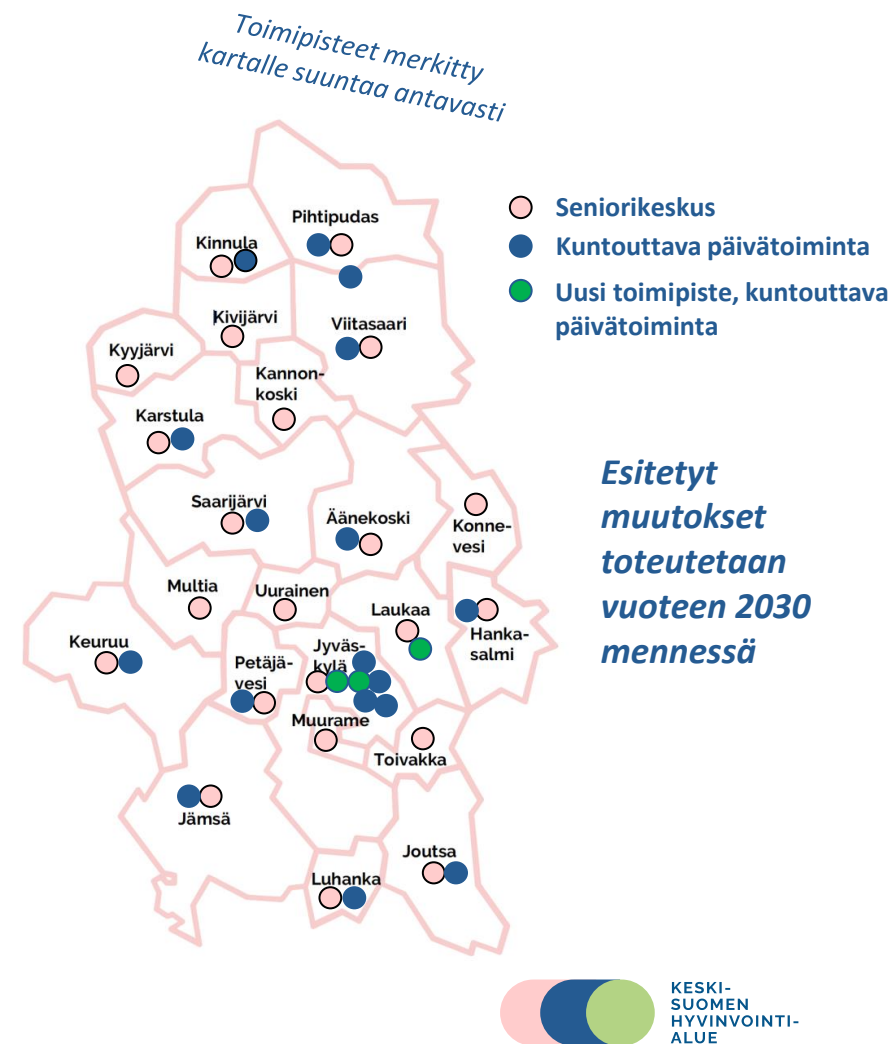 Toimipisteet merkitty
kartalle suuntaa antavasti
Seniorikeskus
Kuntouttava päivätoiminta
Uusi toimipiste, kuntouttava
päivätoiminta
Pihtipudas
Kinnula
Kivijärvi
Viitasaari
Kyyjärvi
Kannon-
koski
Karstula
Saarijärvi
Äänekoski
Konne-
vesi
Multia
Uurainen
Laukaa
Hanka-
salmi
Keuruu
Petäjä-
vesi
Jyväs-
kylä
Muurame
Toivakka
Jämsä
Joutsa
Luhanka
Esitetyt
muutokset
toteutetaan
vuoteen 2030
mennessä
KESKI-
SUOMEN
HYVINVOINTI-
ALUE